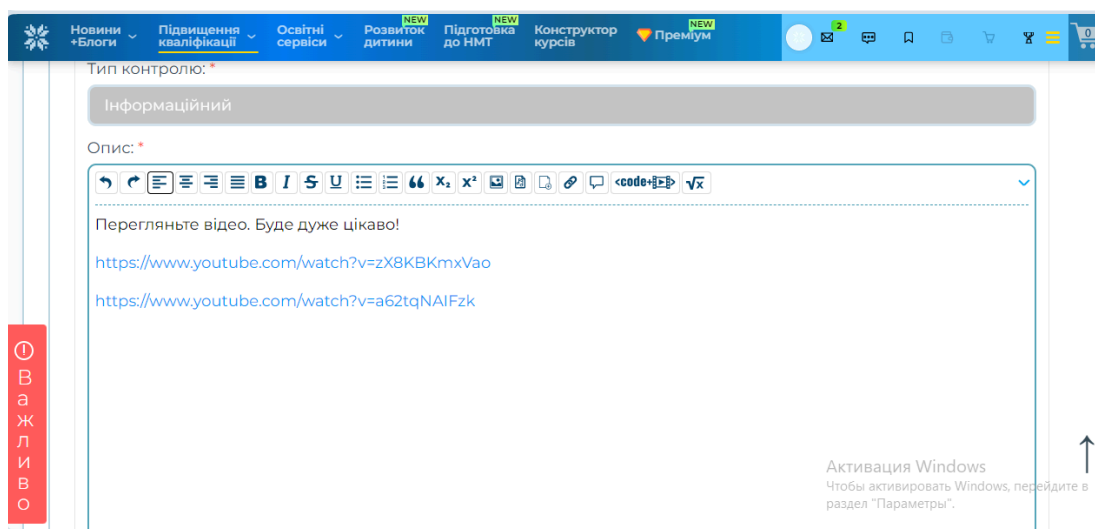 Новини +Блоги
Підвищення кваліфікації
Освітні сервіси
NEW
Розвиток дитини
NEW
Підготовка до НМТ
Конструктор курсів
NEW
Преміум
2
0
Тип контролю: *
Інформаційний
Опис: *
B I S U X₂ X² <code+ √x
Перегляньте відео. Буде дуже цікаво!
https://www.youtube.com/watch?v=zX8KBKmxVao
https://www.youtube.com/watch?v=a62tqNAIFzk
Важливо
Активация Windows
Чтобы активировать Windows, перейдите в
раздел "Параметры".